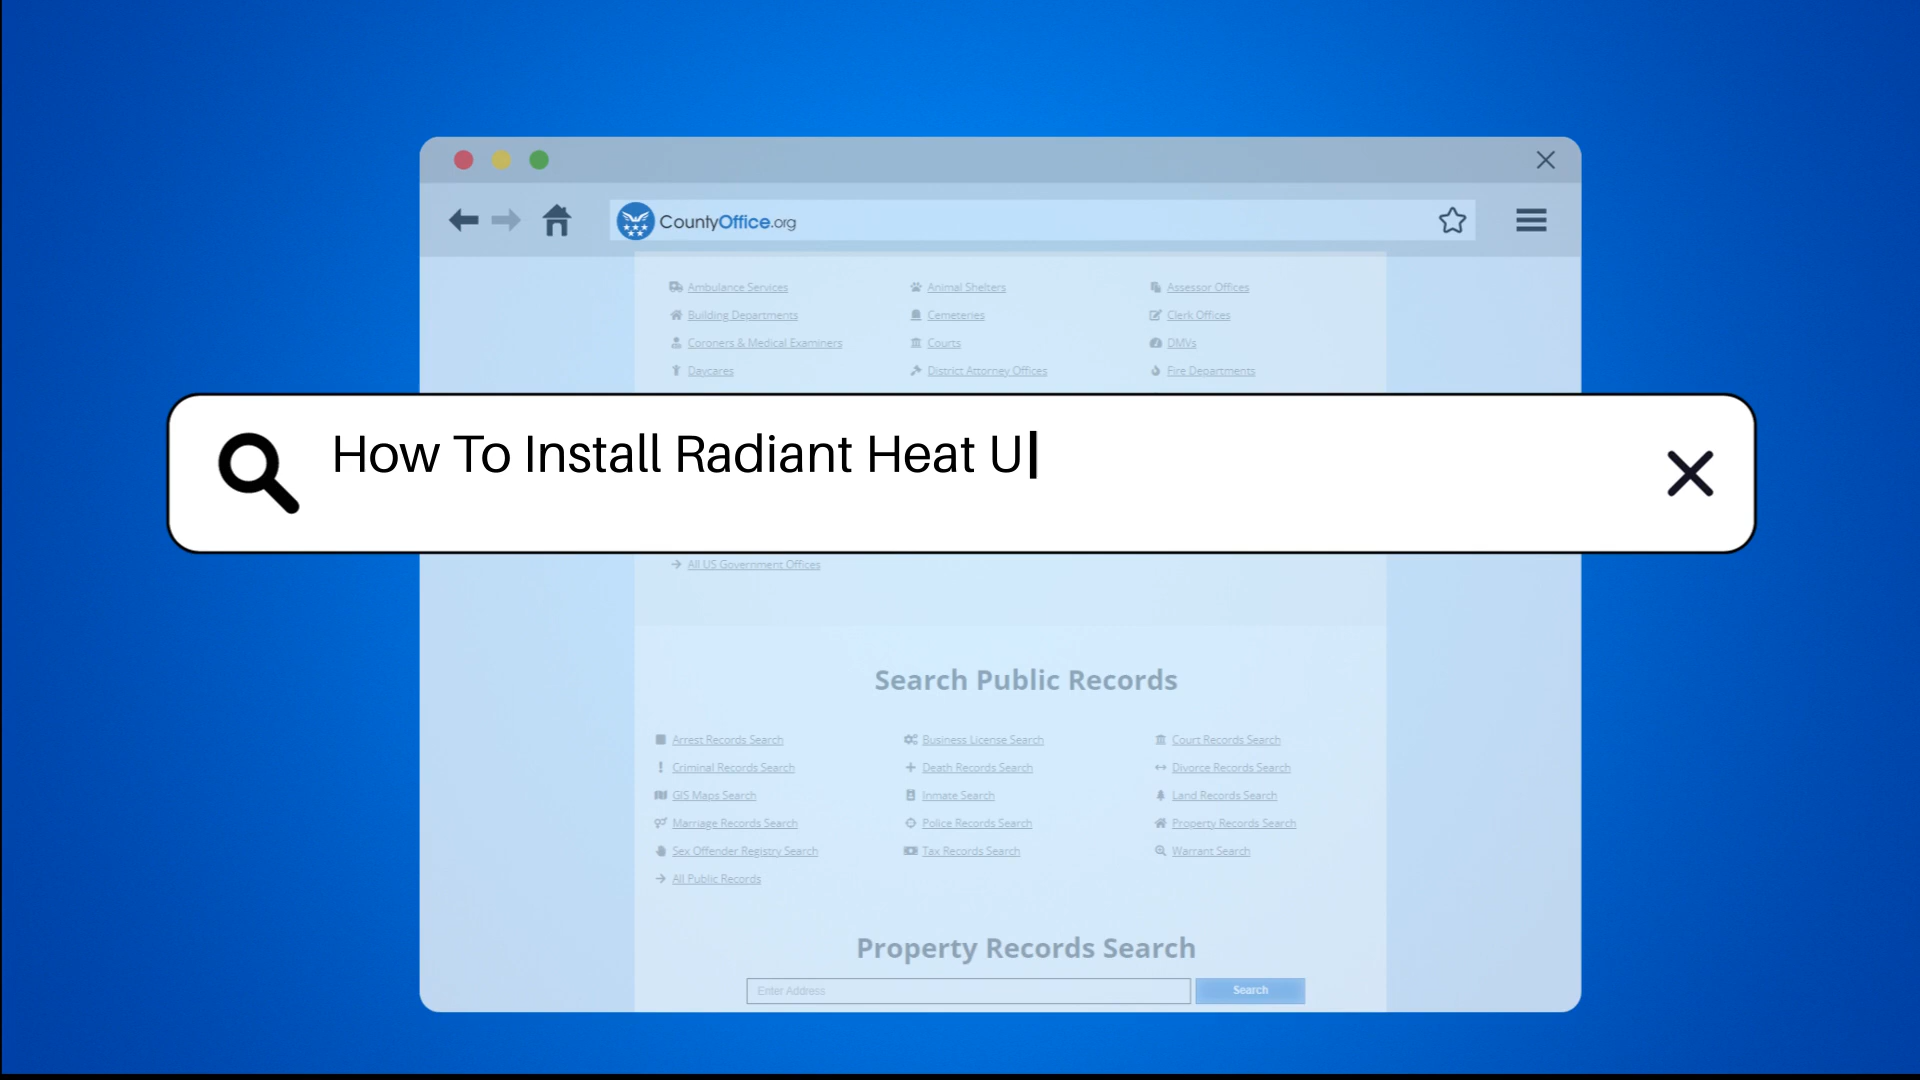 CountyOffice.org
Ambulance Services Animal Shelters Assessor Offices
Building Departments Cemeteries Clerk Offices
Coroners & Medical Examiners Courts DMVs
Daycares District Attorney Offices Fire Departments
How To Install Radiant Heat U
All US Government Offices
Search Public Records
Arrest Records Search Business License Search Court Records Search
Criminal Records Search Death Records Search Divorce Records Search
GIS Maps Search Inmate Search Land Records Search
Marriage Records Search Police Records Search Property Records Search
Sex Offender Registry Search Tax Records Search Warrant Search
All Public Records
Property Records Search
Enter Address Search